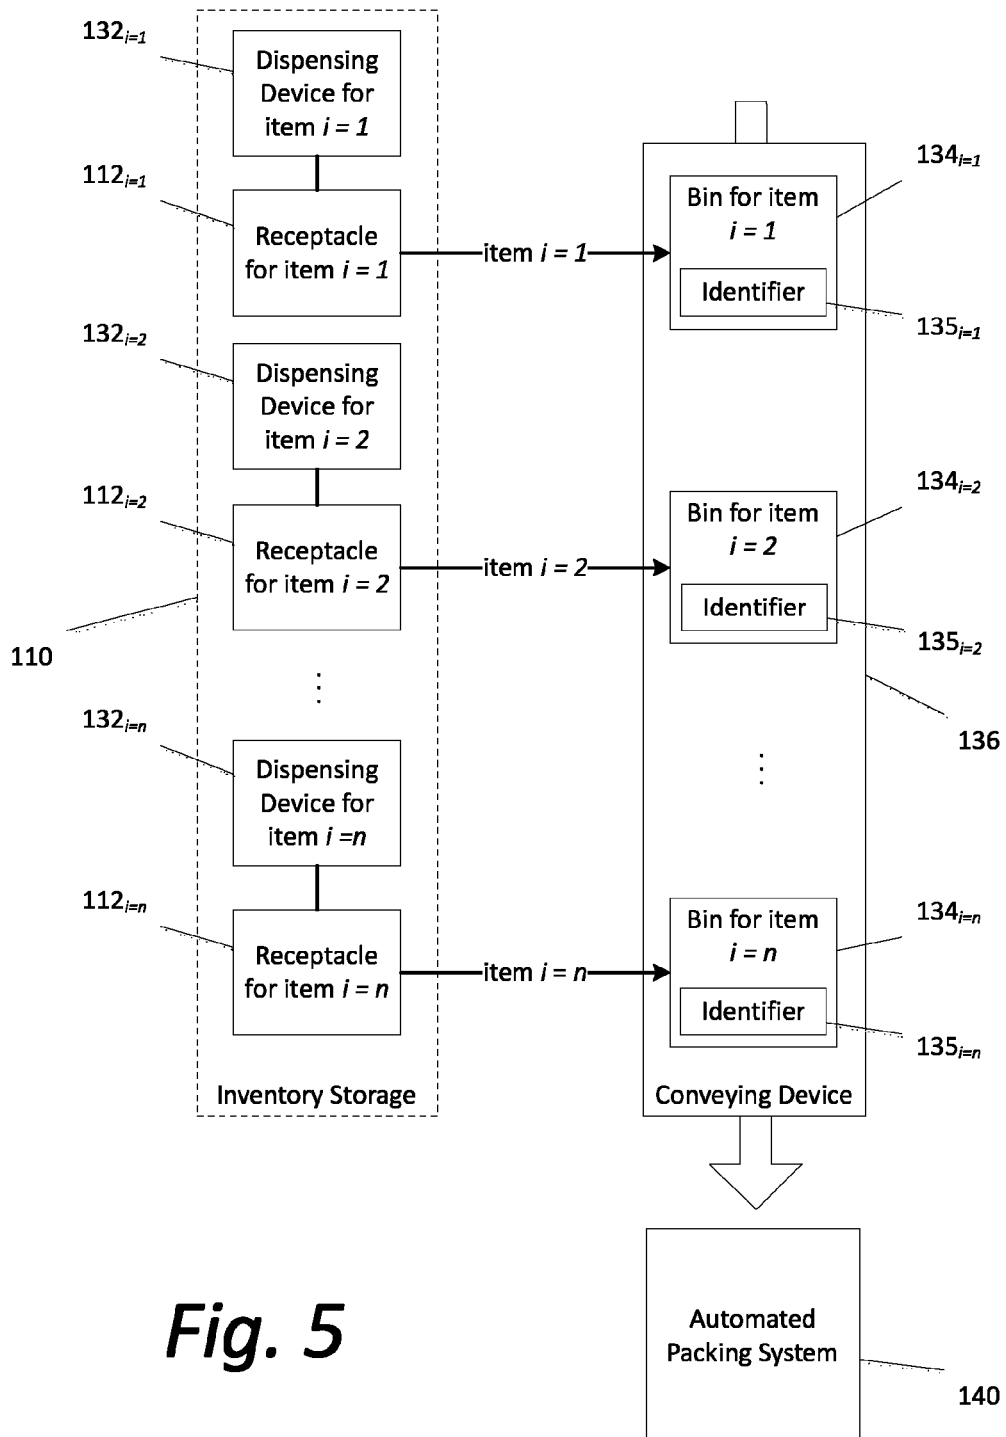 132i=1
Dispensing
Device for
item i = 1
112i=1
Receptacle
for item i = 1
item i = 1
134i=1
Bin for item
i = 1
Identifier
135i=1
132i=2
Dispensing
Device for
item i = 2
112i=2
Receptacle
for item i = 2
item i = 2
134i=2
Bin for item
i = 2
Identifier
135i=2
110
136
⋮
⋮
132i=n
Dispensing
Device for
item i =n
112i=n
Receptacle
for item i = n
item i = n
134i=n
Bin for item
i = n
Identifier
135i=n
Inventory Storage
Conveying Device
Automated
Packing System
140
Fig. 5